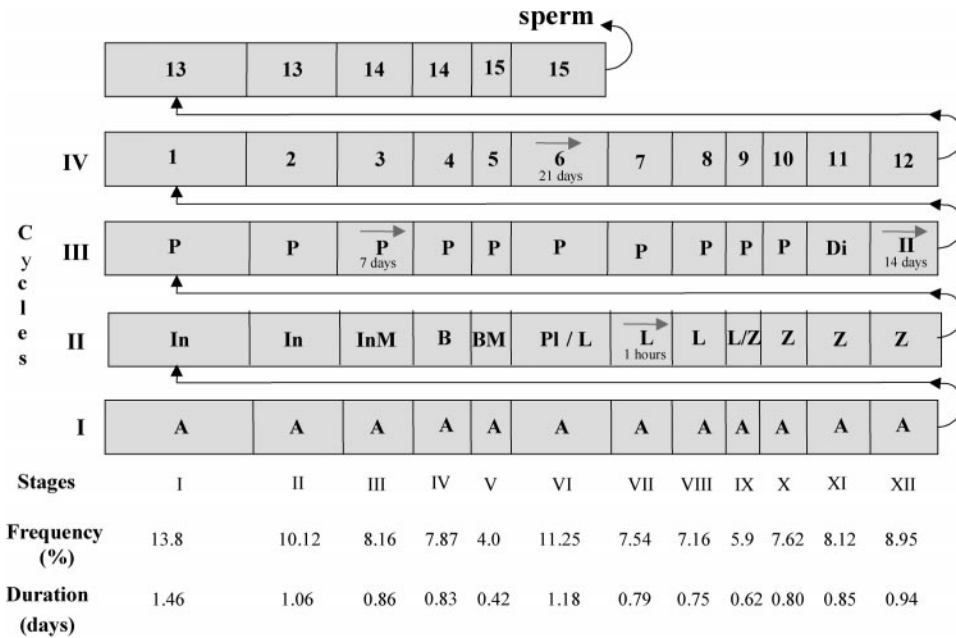 sperm
13 13 14 14 15 15
IV 1 2 3 4 5 6 7 8 9 10 11 12
21 days
Cycles
III P P P P P P P P P P Di II
7 days 14 days
II In In InM B BM Pl / L L L L/Z Z Z Z
1 hours
I A A A A A A A A A A A A
Stages I II III IV V VI VII VIII IX X XI XII
Frequency (%) 13.8 10.12 8.16 7.87 4.0 11.25 7.54 7.16 5.9 7.62 8.12 8.95
Duration (days) 1.46 1.06 0.86 0.83 0.42 1.18 0.79 0.75 0.62 0.80 0.85 0.94